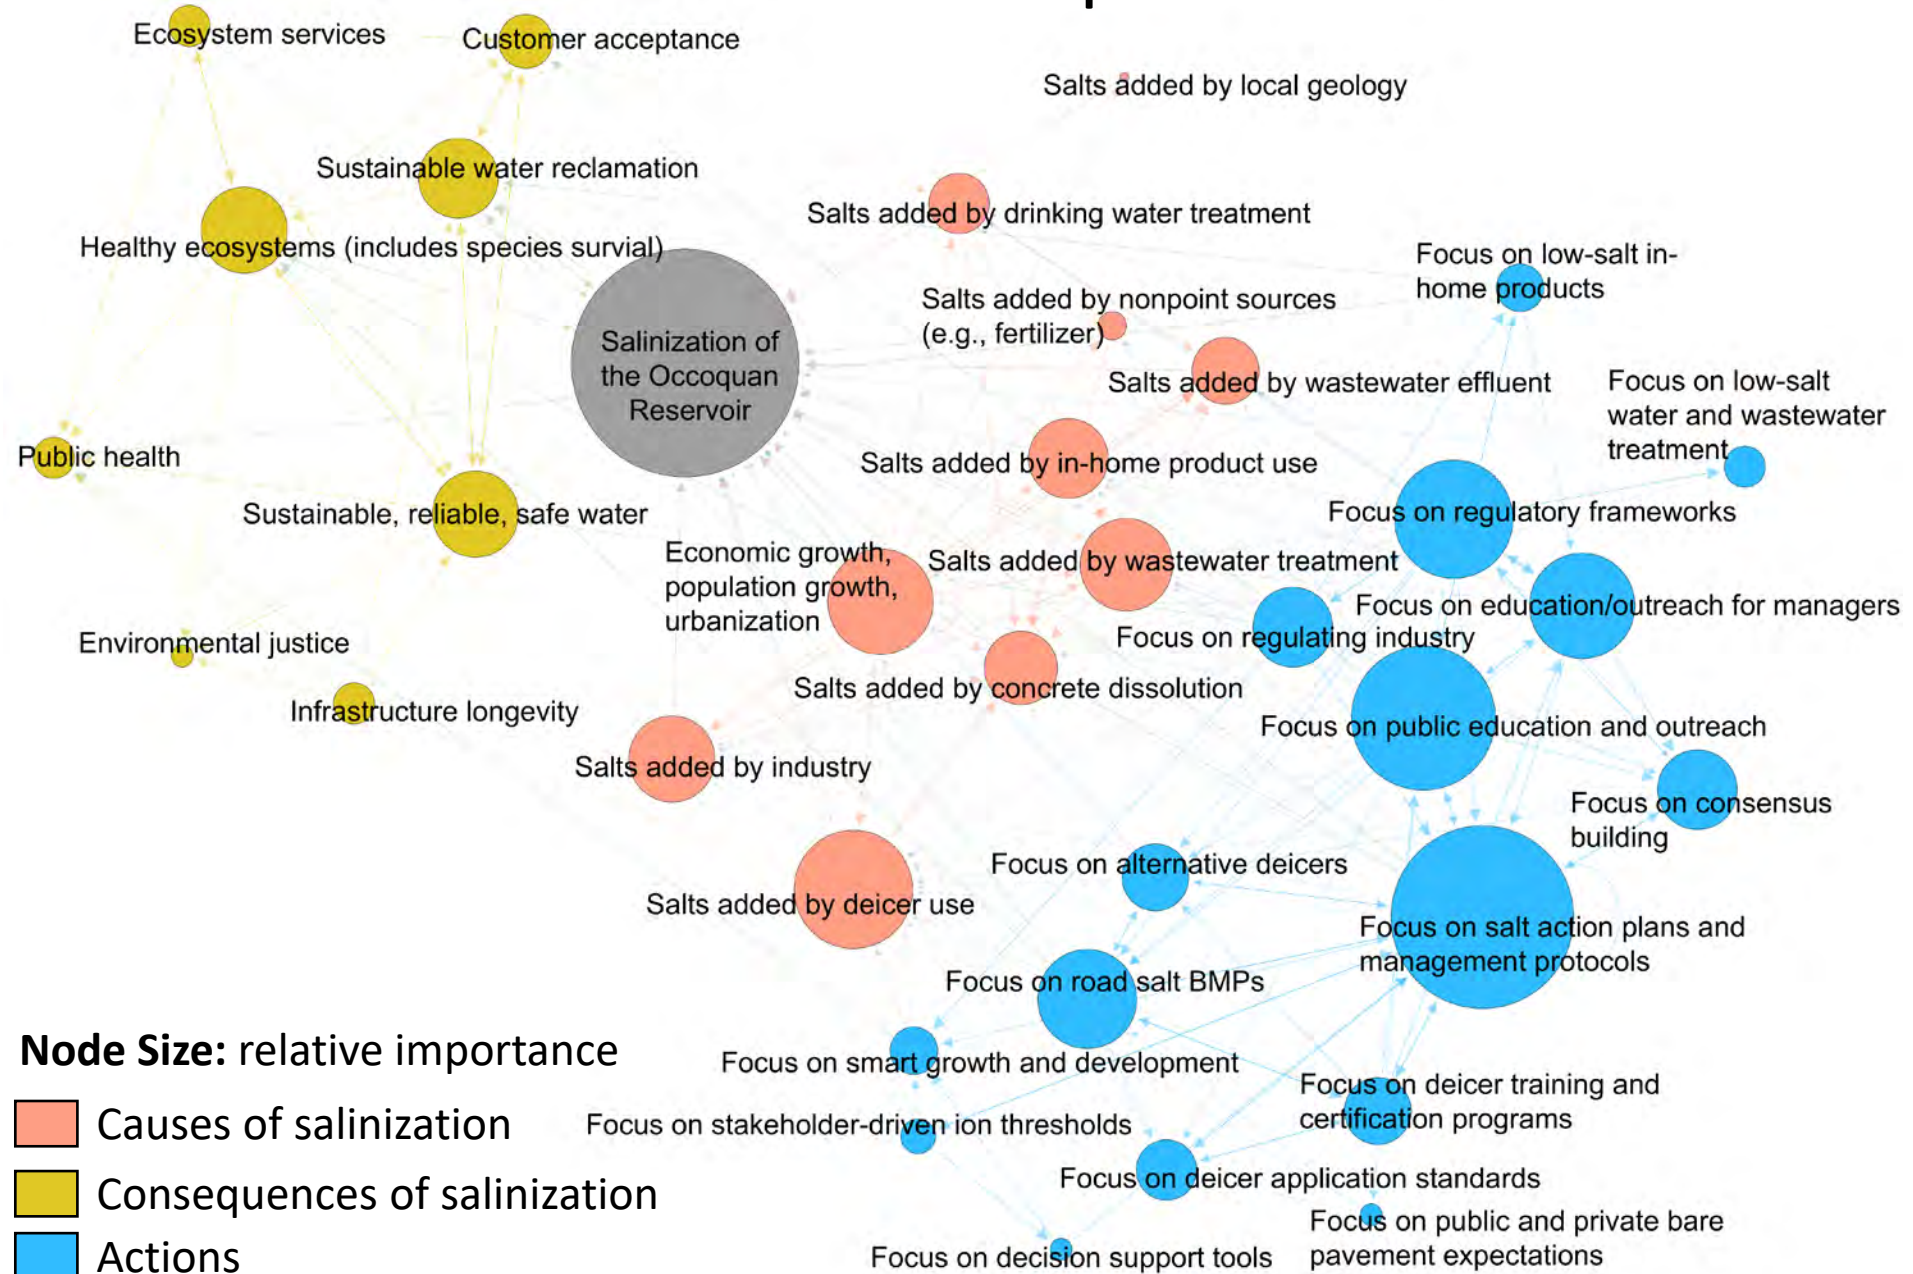 Ecosystem services
Customer acceptance
Salts added by local geology
Sustainable water reclamation
Salts added by drinking water treatment
Healthy ecosystems (includes species survial)
Focus on low-salt in-
home products
Salts added by nonpoint sources
(e.g., fertilizer)
Salinization of
the Occoquan
Reservoir
Salts added by wastewater effluent
Focus on low-salt
water and wastewater
treatment
Public health
Salts added by in-home product use
Sustainable, reliable, safe water
Focus on regulatory frameworks
Economic growth,
population growth,
urbanization
Salts added by wastewater treatment
Focus on education/outreach for managers
Focus on regulating industry
Environmental justice
Salts added by concrete dissolution
Infrastructure longevity
Focus on public education and outreach
Salts added by industry
Focus on consensus
building
Focus on alternative deicers
Salts added by deicer use
Focus on salt action plans and
management protocols
Focus on road salt BMPs
Focus on smart growth and development
Focus on deicer training and
certification programs
Focus on stakeholder-driven ion thresholds
Focus on deicer application standards
Focus on public and private bare
pavement expectations
Focus on decision support tools
Node Size: relative importance
Causes of salinization
Consequences of salinization
Actions